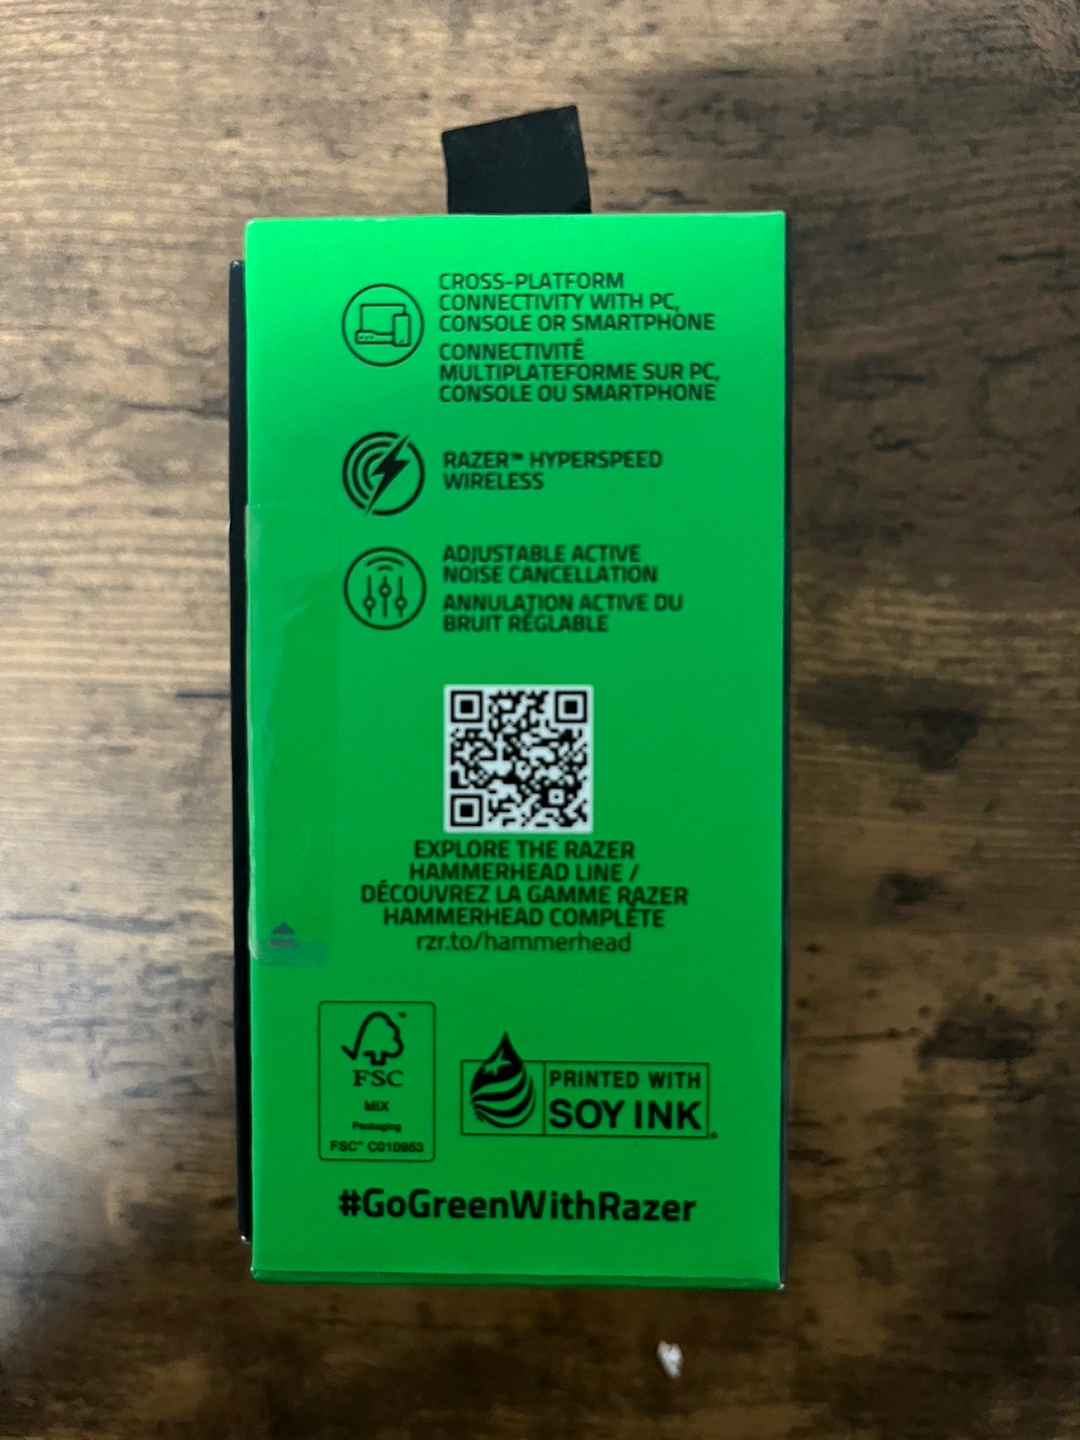 CROSS-PLATFORM
CONNECTIVITY WITH PC,
CONSOLE OR SMARTPHONE
CONNECTIVITÉ
MULTIPLATEFORME SUR PC,
CONSOLE OU SMARTPHONE
RAZER™ HYPERSPEED
WIRELESS
ADJUSTABLE ACTIVE
NOISE CANCELLATION
ANNULATION ACTIVE DU
BRUIT RÉGLABLE
EXPLORE THE RAZER
HAMMERHEAD LINE /
DÉCOUVREZ LA GAMME RAZER
HAMMERHEAD COMPLÈTE
rzr.to/hammerhead
™
FSC
MIX
Packaging
FSC™ C010953
PRINTED WITH
SOY INK
#GoGreenWithRazer